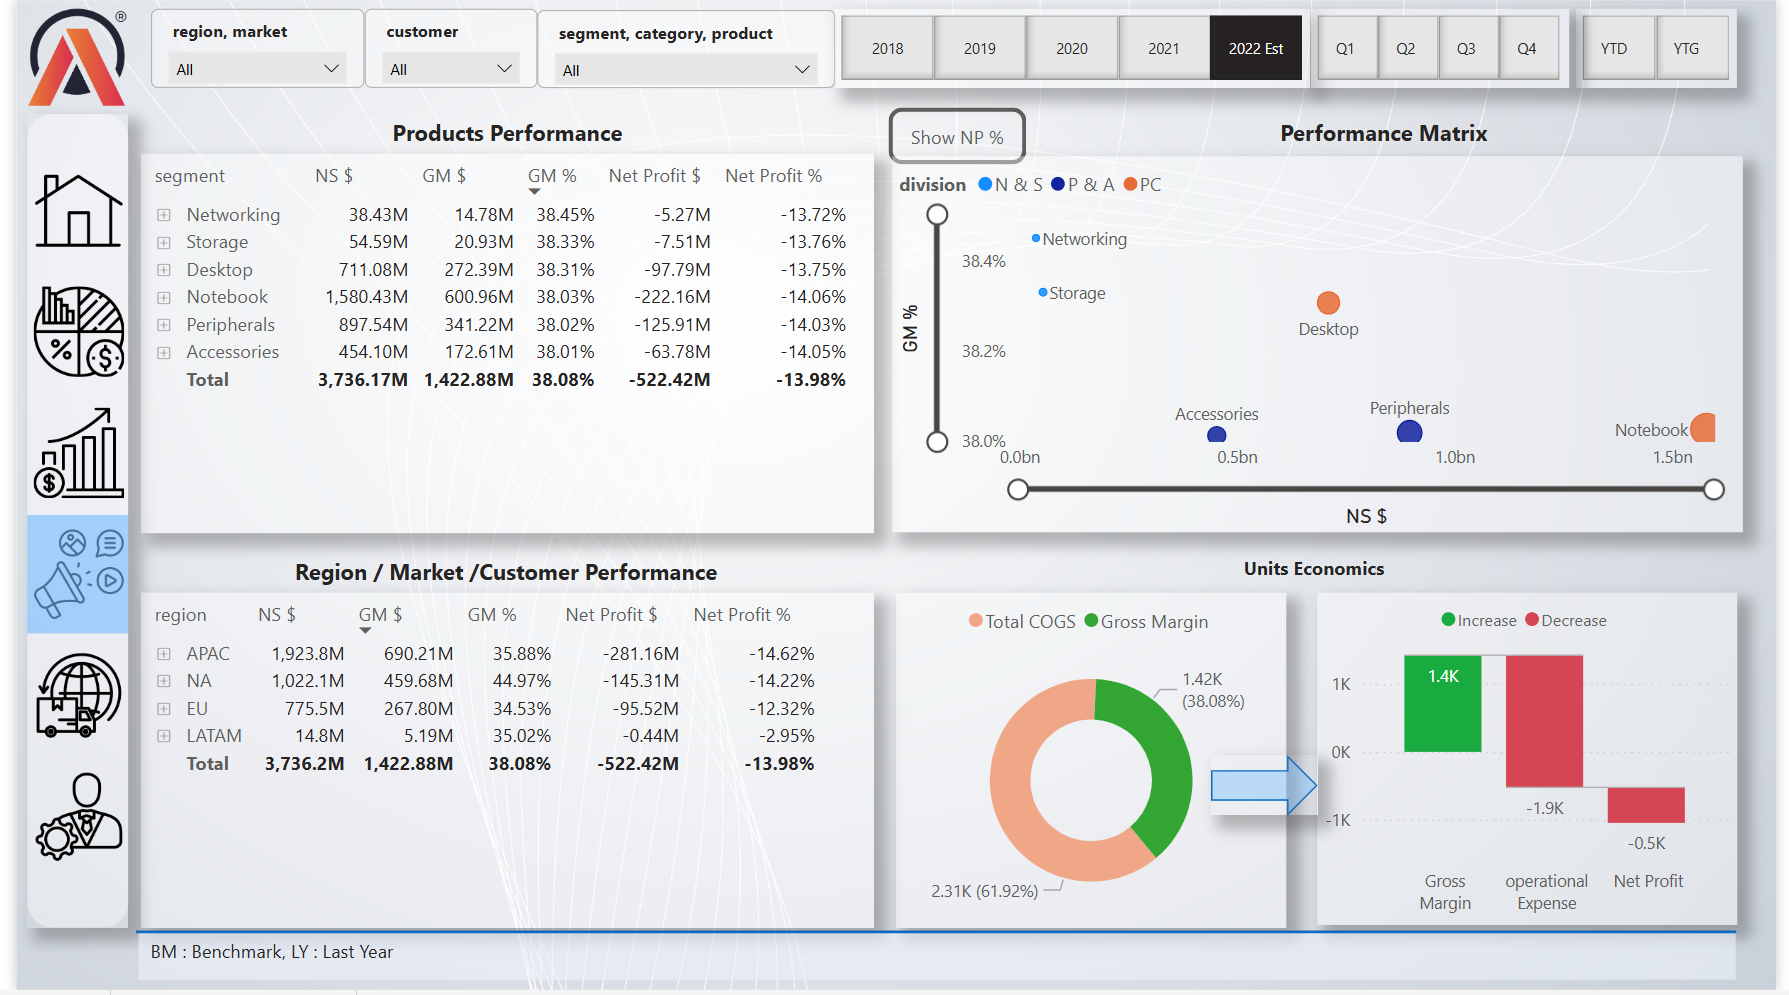 ®
region, market
All
customer
All
segment, category, product
All
2018 2019 2020 2021 2022 Est
Q1 Q2 Q3 Q4
YTD YTG
Products Performance
segment NS $ GM $ GM % Net Profit $ Net Profit %
Networking 38.43M 14.78M 38.45% -5.27M -13.72%
Storage 54.59M 20.93M 38.33% -7.51M -13.76%
Desktop 711.08M 272.39M 38.31% -97.79M -13.75%
Notebook 1,580.43M 600.96M 38.03% -222.16M -14.06%
Peripherals 897.54M 341.22M 38.02% -125.91M -14.03%
Accessories 454.10M 172.61M 38.01% -63.78M -14.05%
Total 3,736.17M 1,422.88M 38.08% -522.42M -13.98%
Show NP %
Performance Matrix
division N & S P & A PC
Networking
38.4%
Storage
Desktop
GM %
38.2%
Accessories
Peripherals
Notebook
38.0%
0.0bn 0.5bn 1.0bn 1.5bn
NS $
Region / Market /Customer Performance
region NS $ GM $ GM % Net Profit $ Net Profit %
APAC 1,923.8M 690.21M 35.88% -281.16M -14.62%
NA 1,022.1M 459.68M 44.97% -145.31M -14.22%
EU 775.5M 267.80M 34.53% -95.52M -12.32%
LATAM 14.8M 5.19M 35.02% -0.44M -2.95%
Total 3,736.2M 1,422.88M 38.08% -522.42M -13.98%
Units Economics
Total COGS Gross Margin
1.42K
(38.08%)
2.31K (61.92%)
Increase Decrease
1K
0K
-1K
1.4K
-1.9K
-0.5K
Gross
Margin
operational
Expense
Net Profit
BM : Benchmark, LY : Last Year